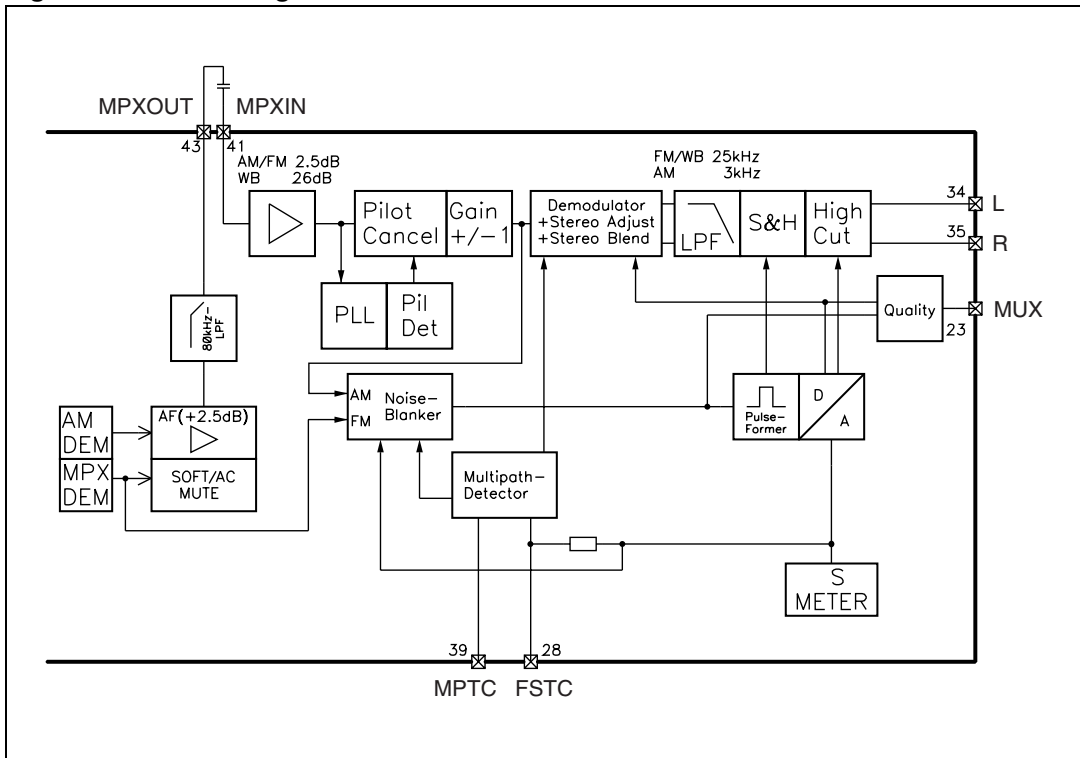 MPXOUT
MPXIN
43
41
AM/FM 2.5dB
WB 26dB
FM/WB 25kHz
AM 3kHz
Pilot
Cancel
Gain
+/-1
Demodulator
+Stereo Adjust
+Stereo Blend
LPF
S&H
High
Cut
34
L
35
R
PLL
Pil
Det
Quality
23
MUX
80kHz-
LPF
AM
FM
Noise-
Blanker
Pulse-
Former
D
A
AM
DEM
MPX
DEM
AF(+2.5dB)
SOFT/AC
MUTE
Multipath-
Detector
S
METER
39
28
MPTC
FSTC